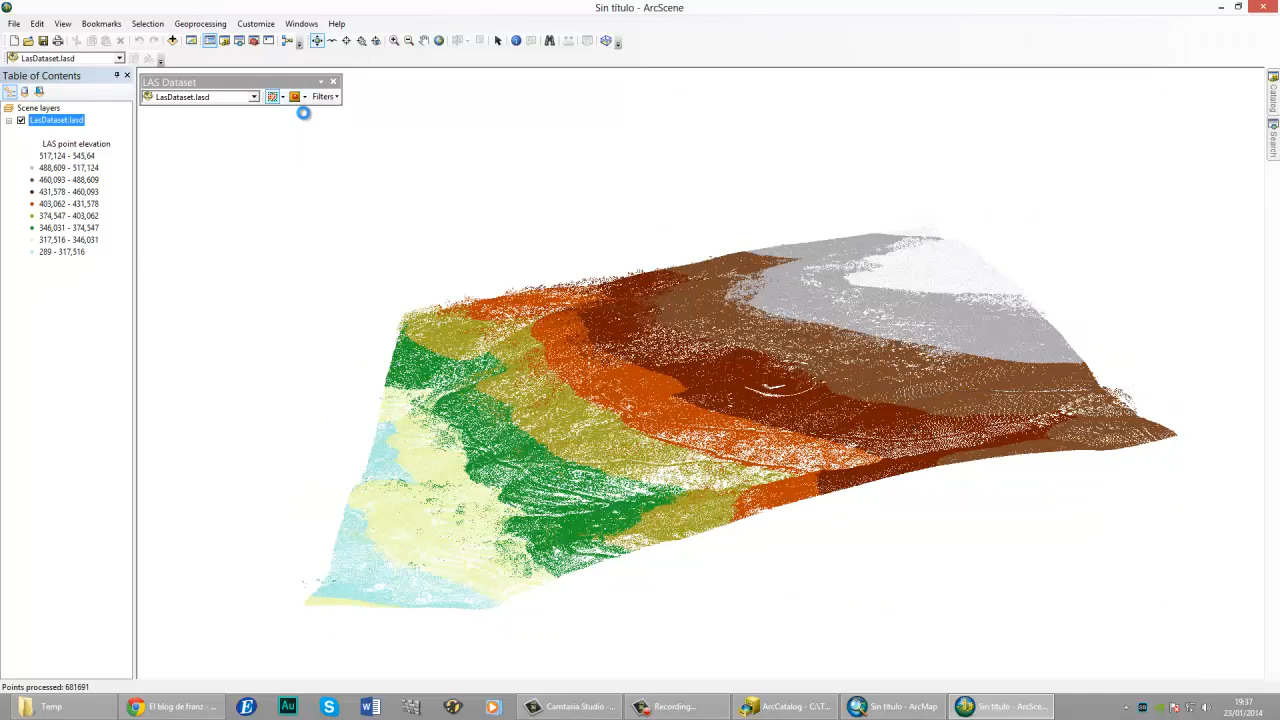 Sin título - ArcScene
File Edit View Bookmarks Selection Geoprocessing Customize Windows Help
LasDataset.lasd
Table of Contents
LAS Dataset
LasDataset.lasd
Filters
Scene layers
LasDataset.lasd
LAS point elevation
517,124 - 545,64
488,609 - 517,124
460,093 - 488,609
431,578 - 460,093
403,062 - 431,578
374,547 - 403,062
346,031 - 374,547
317,516 - 346,031
289 - 317,516
Catalog
Search
Points processed: 681691
Temp
El blog de franz - ...
Camtasia Studio - ...
Recording...
ArcCatalog - C:\T...
Sin título - ArcMap
Sin título - ArcSce...
19:37
23/01/2014